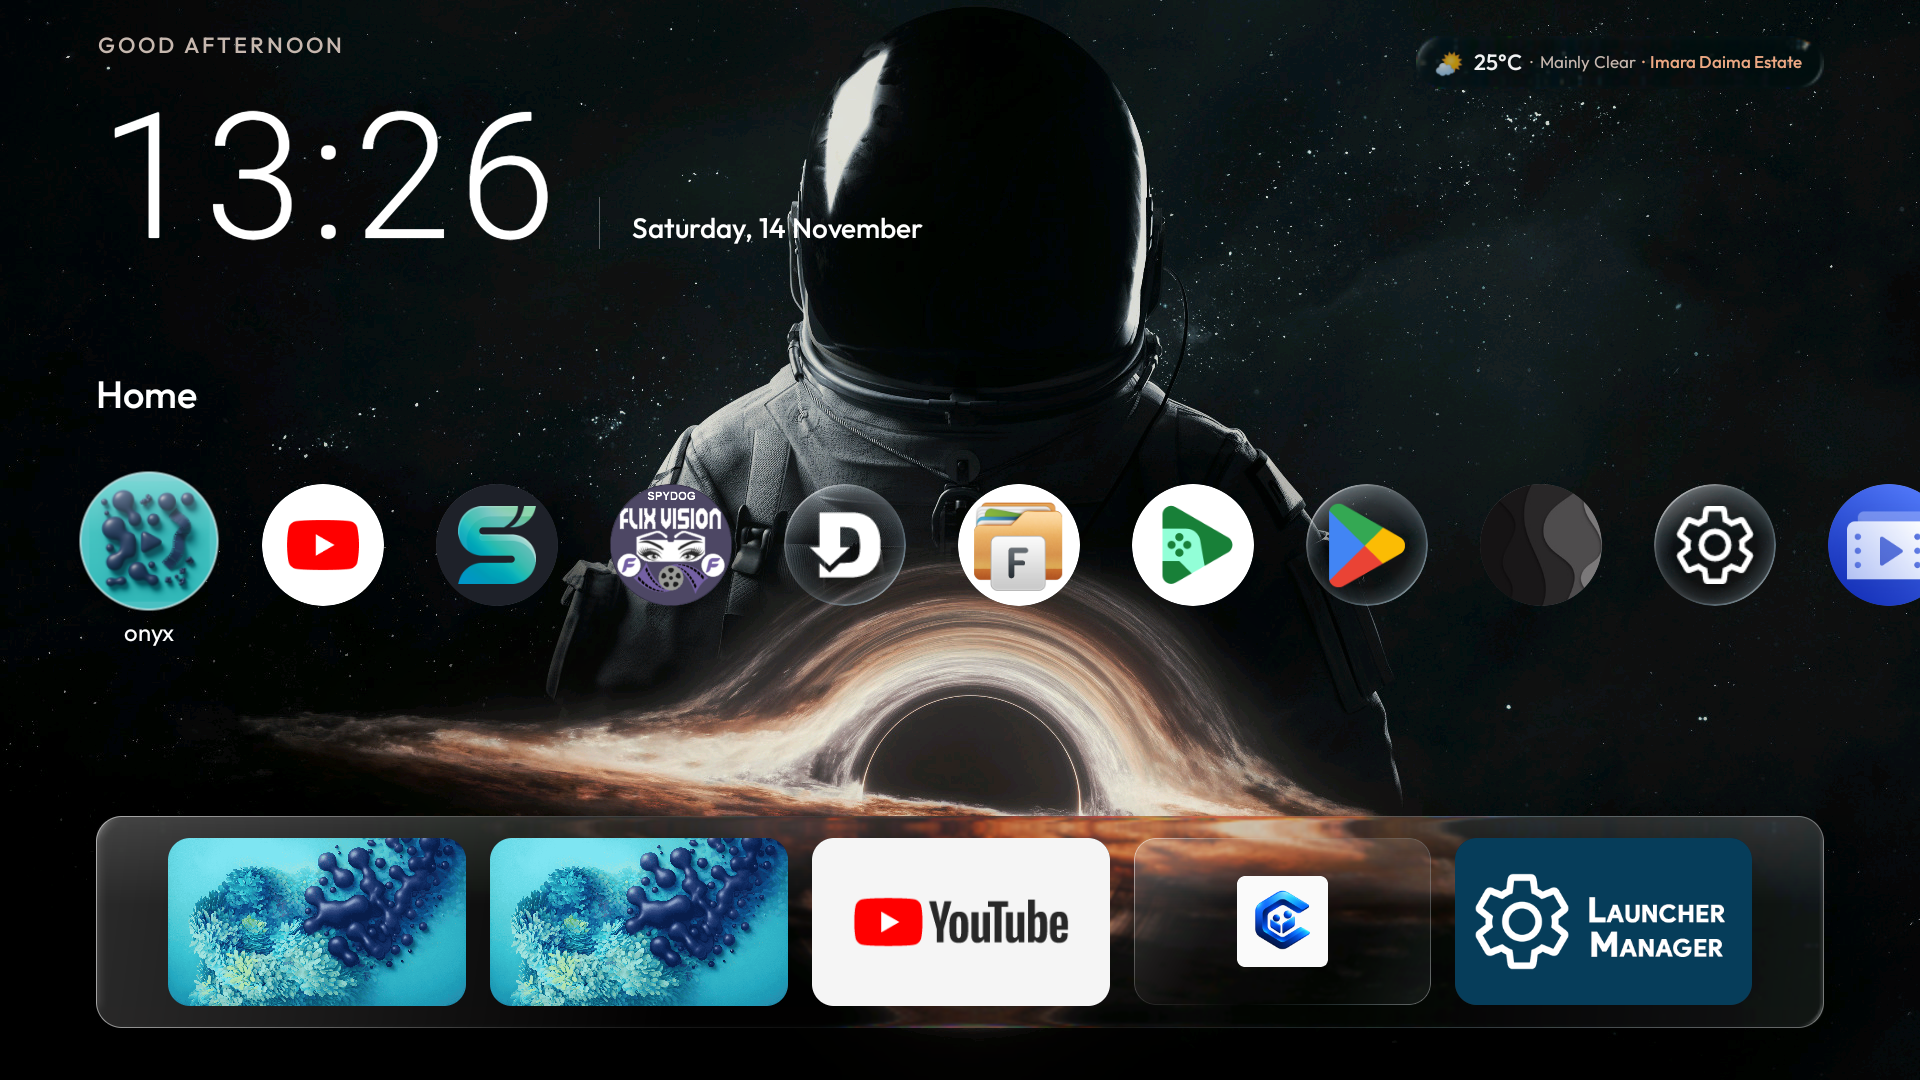 GOOD AFTERNOON
25°C · Mainly Clear · Imara Daima Estate
13:26
Saturday, 14 November
Home
SPYDOG
FLIX VISION
F F
D
F
onyx
YouTube
LAUNCHER
MANAGER